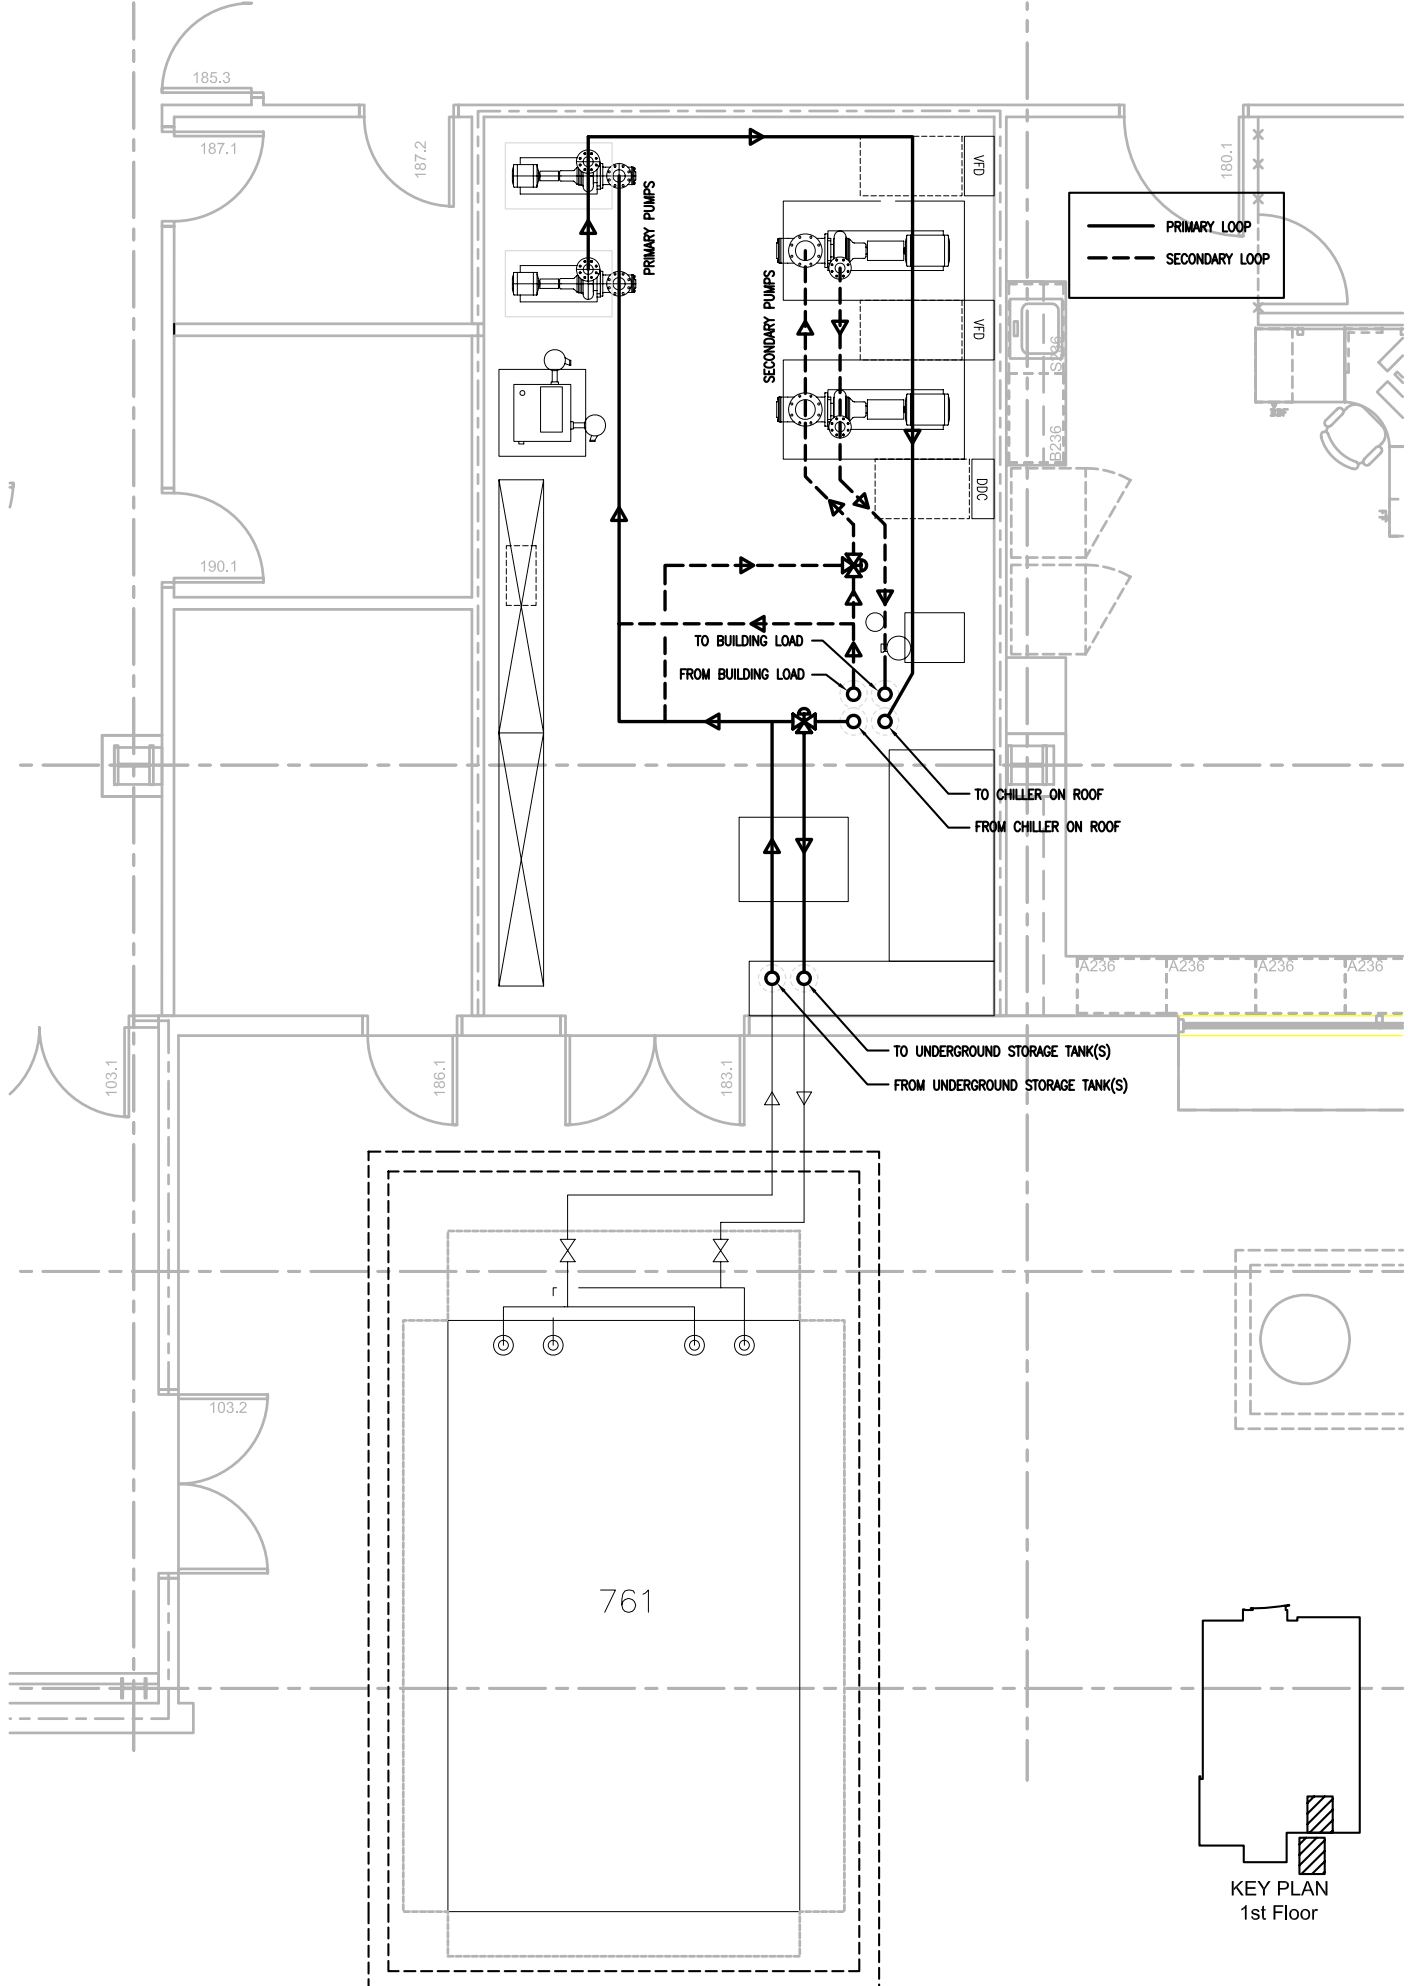 185.3
187.1
187.2
180.1
VFD
PRIMARY PUMPS
PRIMARY LOOP
SECONDARY LOOP
SECONDARY PUMPS
VFD
S236
B236
DDC
190.1
TO BUILDING LOAD
FROM BUILDING LOAD
TO CHILLER ON ROOF
FROM CHILLER ON ROOF
A236
A236
A236
A236
TO UNDERGROUND STORAGE TANK(S)
FROM UNDERGROUND STORAGE TANK(S)
103.1
186.1
183.1
103.2
761
KEY PLAN
1st Floor